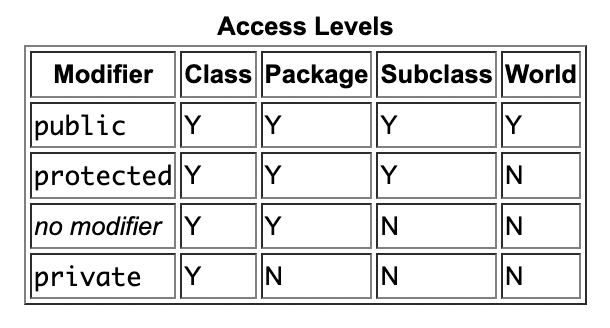 Access Levels
Modifier Class Package Subclass World
public Y Y Y Y
protected Y Y Y N
no modifier Y Y N N
private Y N N N